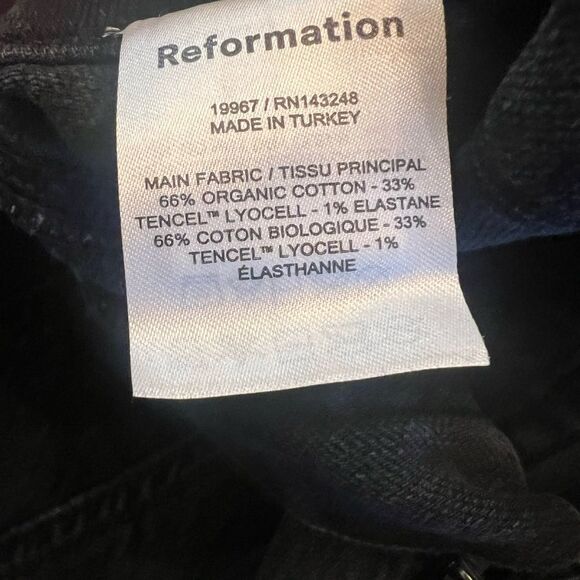 Reformation
19967 / RN143248
MADE IN TURKEY
MAIN FABRIC / TISSU PRINCIPAL
66% ORGANIC COTTON - 33%
TENCEL™ LYOCELL - 1% ELASTANE
66% COTON BIOLOGIQUE - 33%
TENCEL™ LYOCELL - 1%
ÉLASTHANNE